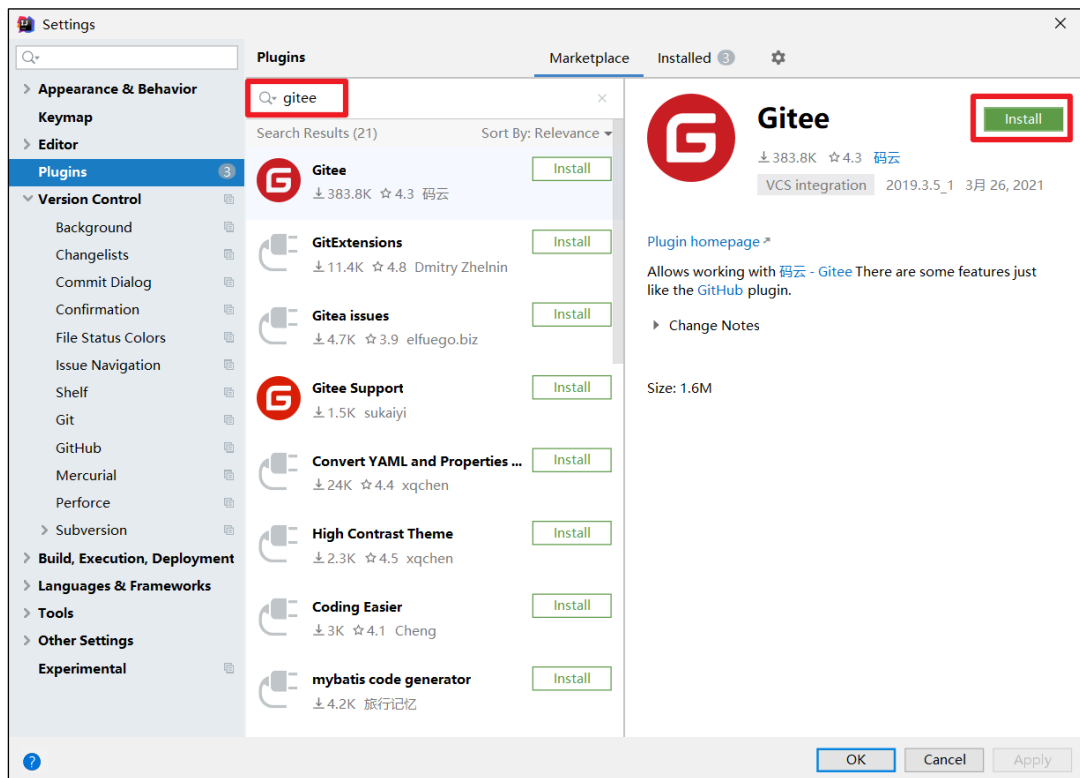 Settings
Appearance & Behavior
Keymap
Editor
Plugins 3
Version Control
Background
Changelists
Commit Dialog
Confirmation
File Status Colors
Issue Navigation
Shelf
Git
GitHub
Mercurial
Perforce
Subversion
Build, Execution, Deployment
Languages & Frameworks
Tools
Other Settings
Experimental
?
Plugins
Marketplace
Installed 3
gitee
Search Results (21) Sort By: Relevance
G
Gitee Install
383.8K 4.3 码云
GitExtensions Install
11.4K 4.8 Dmitry Zhelnin
Gitea issues Install
4.7K 3.9 elfuego.biz
G
Gitee Support Install
1.5K sukaiyi
Convert YAML and Properties ... Install
24K 4.4 xqchen
High Contrast Theme Install
2.3K 4.5 xqchen
Coding Easier Install
3K 4.1 Cheng
mybatis code generator Install
4.2K 旅行记忆
G
Gitee Install
383.8K 4.3 码云
VCS integration 2019.3.5_1 3月 26, 2021
Plugin homepage
Allows working with 码云 - Gitee There are some features just
like the GitHub plugin.
Change Notes
Size: 1.6M
OK Cancel Apply